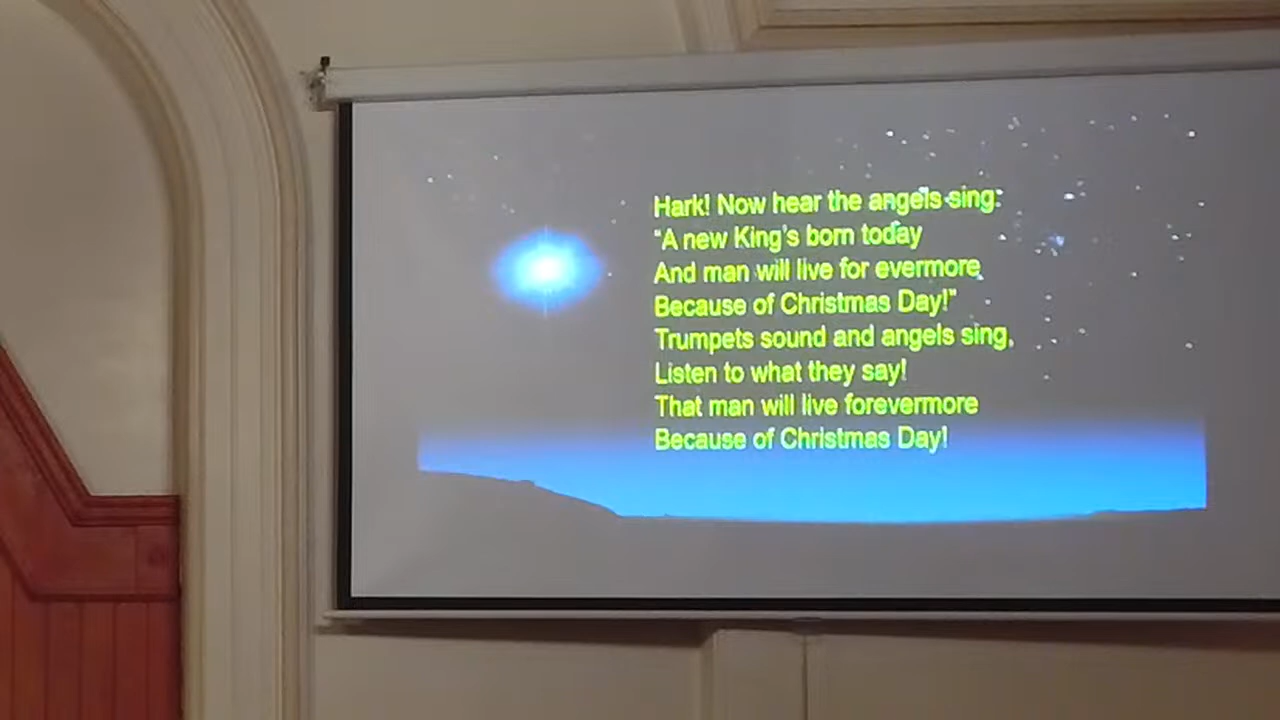 Hark! Now hear the angels sing:
"A new King's born today
And man will live for evermore
Because of Christmas Day!"
Trumpets sound and angels sing,
Listen to what they say!
That man will live forevermore
Because of Christmas Day!